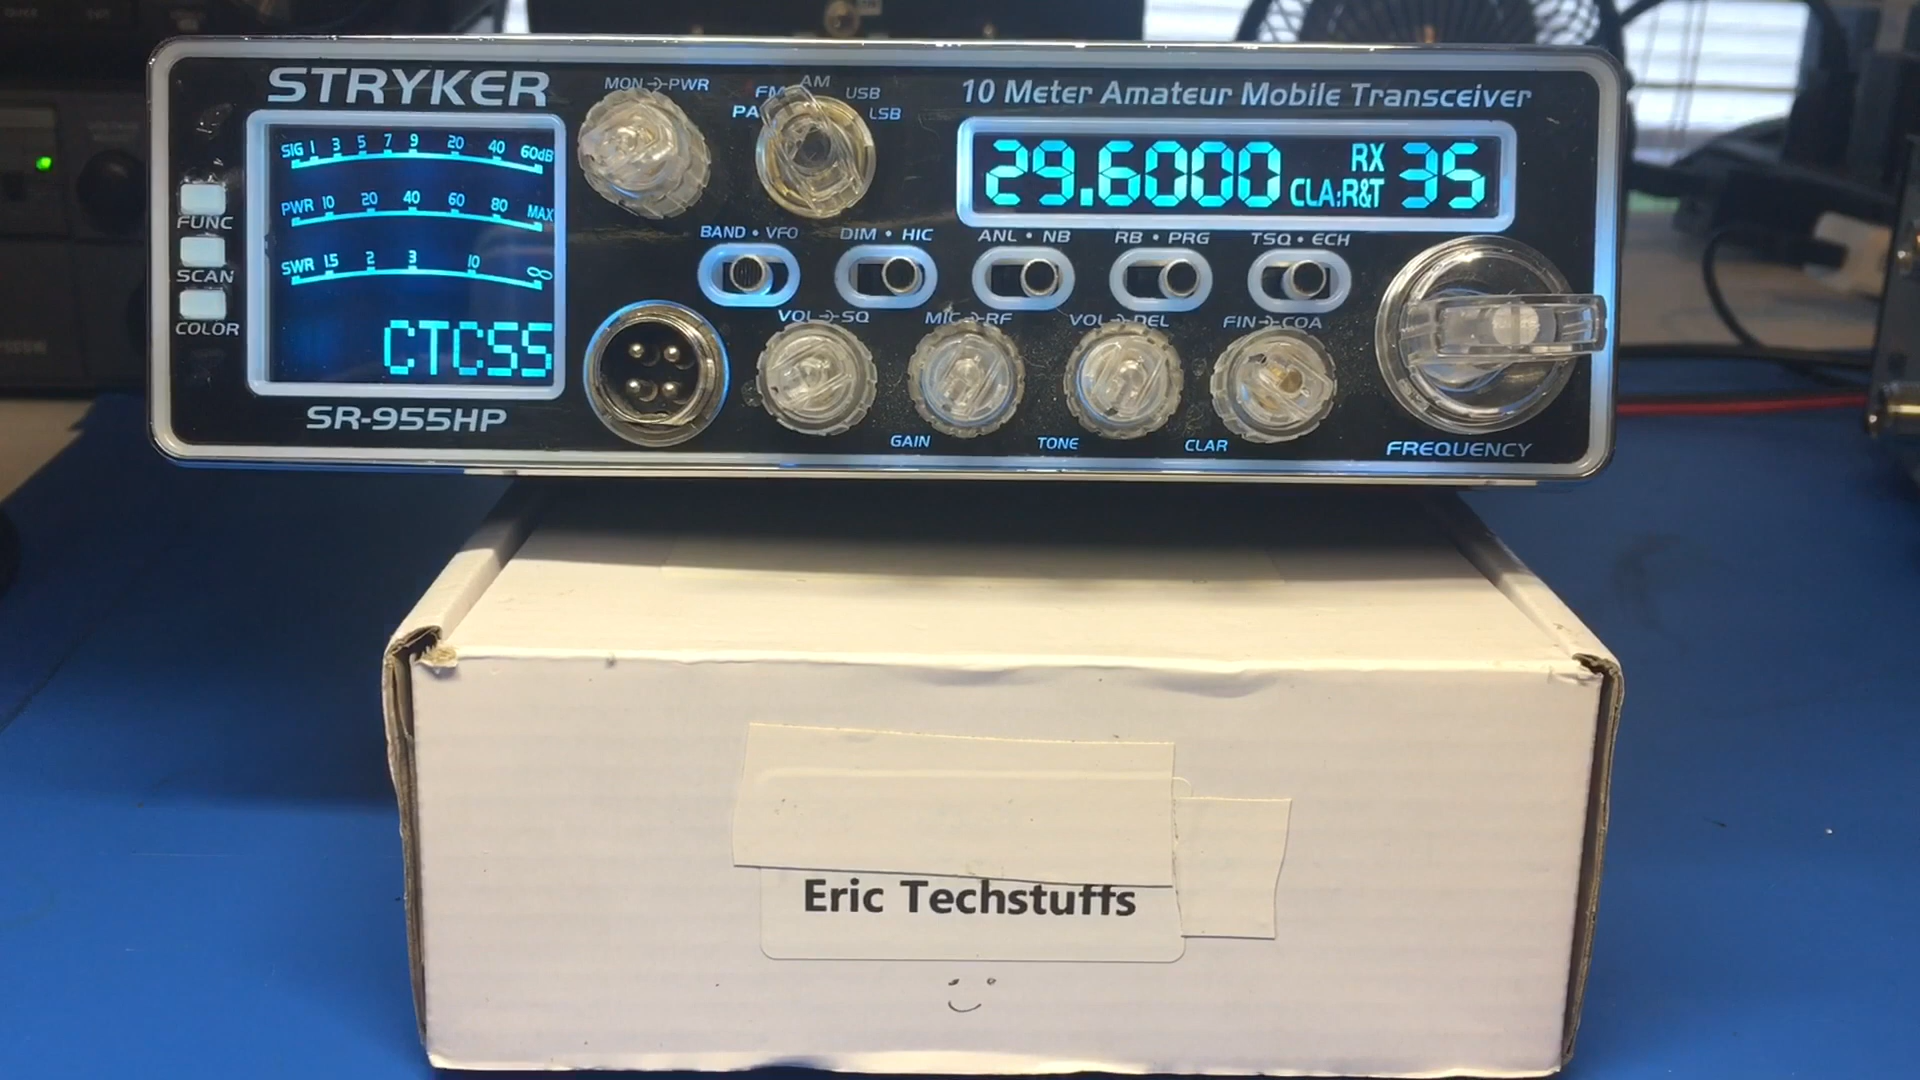 STRYKER
MON PWR
PA FM AM USB LSB
10 Meter Amateur Mobile Transceiver
SIG 1 3 5 7 9 20 40 60dB
PWR 10 20 40 60 80 MAX
SWR 1.5 2 3 10 ∞
CTCSS
29.6000 RX CLA:R&T 35
FUNC
SCAN
COLOR
BAND • VFO DIM • HIC ANL • NB RB • PRG TSQ • ECH
VOL SQ MIC RF VOL DEL FIN COA
SR-955HP
GAIN TONE CLAR FREQUENCY
Eric Techstuffs